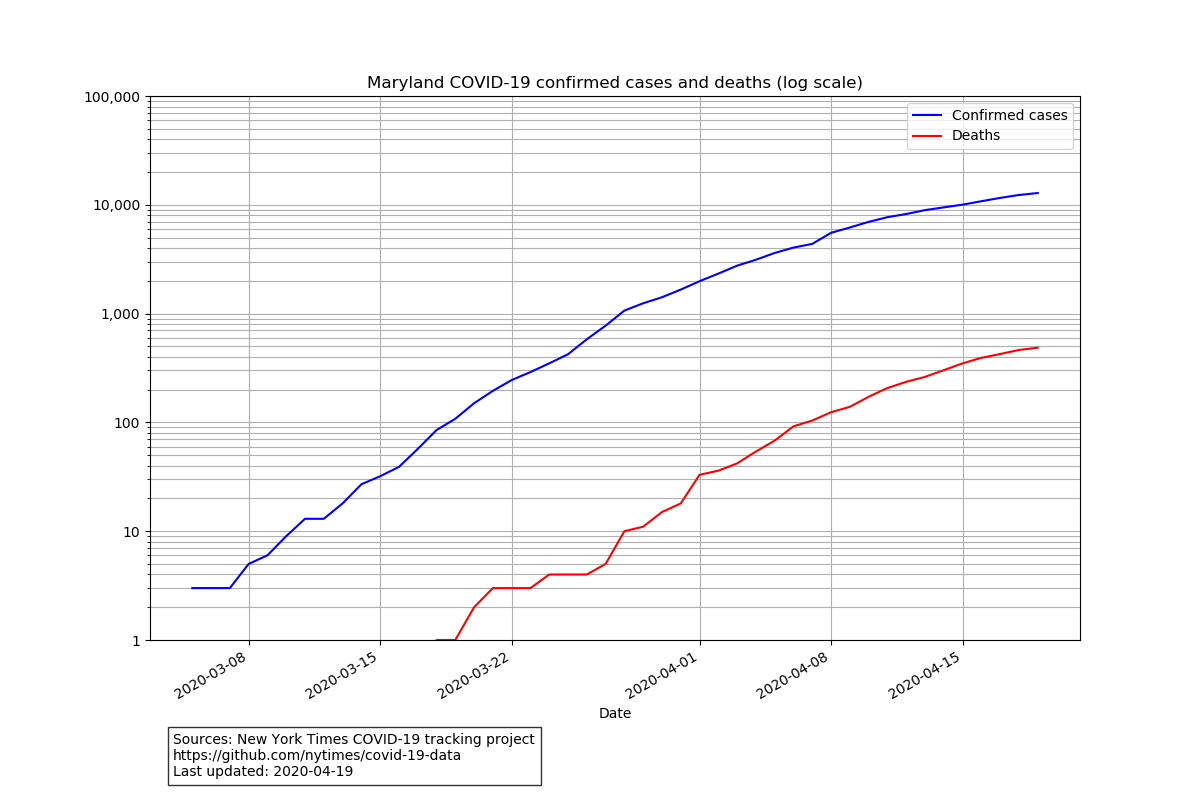 Maryland COVID-19 confirmed cases and deaths (log scale)
100,000
10,000
1,000
100
10
1
Confirmed cases
Deaths
2020-03-08
2020-03-15
2020-03-22
2020-04-01
2020-04-08
2020-04-15
Date
Sources: New York Times COVID-19 tracking project
https://github.com/nytimes/covid-19-data
Last updated: 2020-04-19